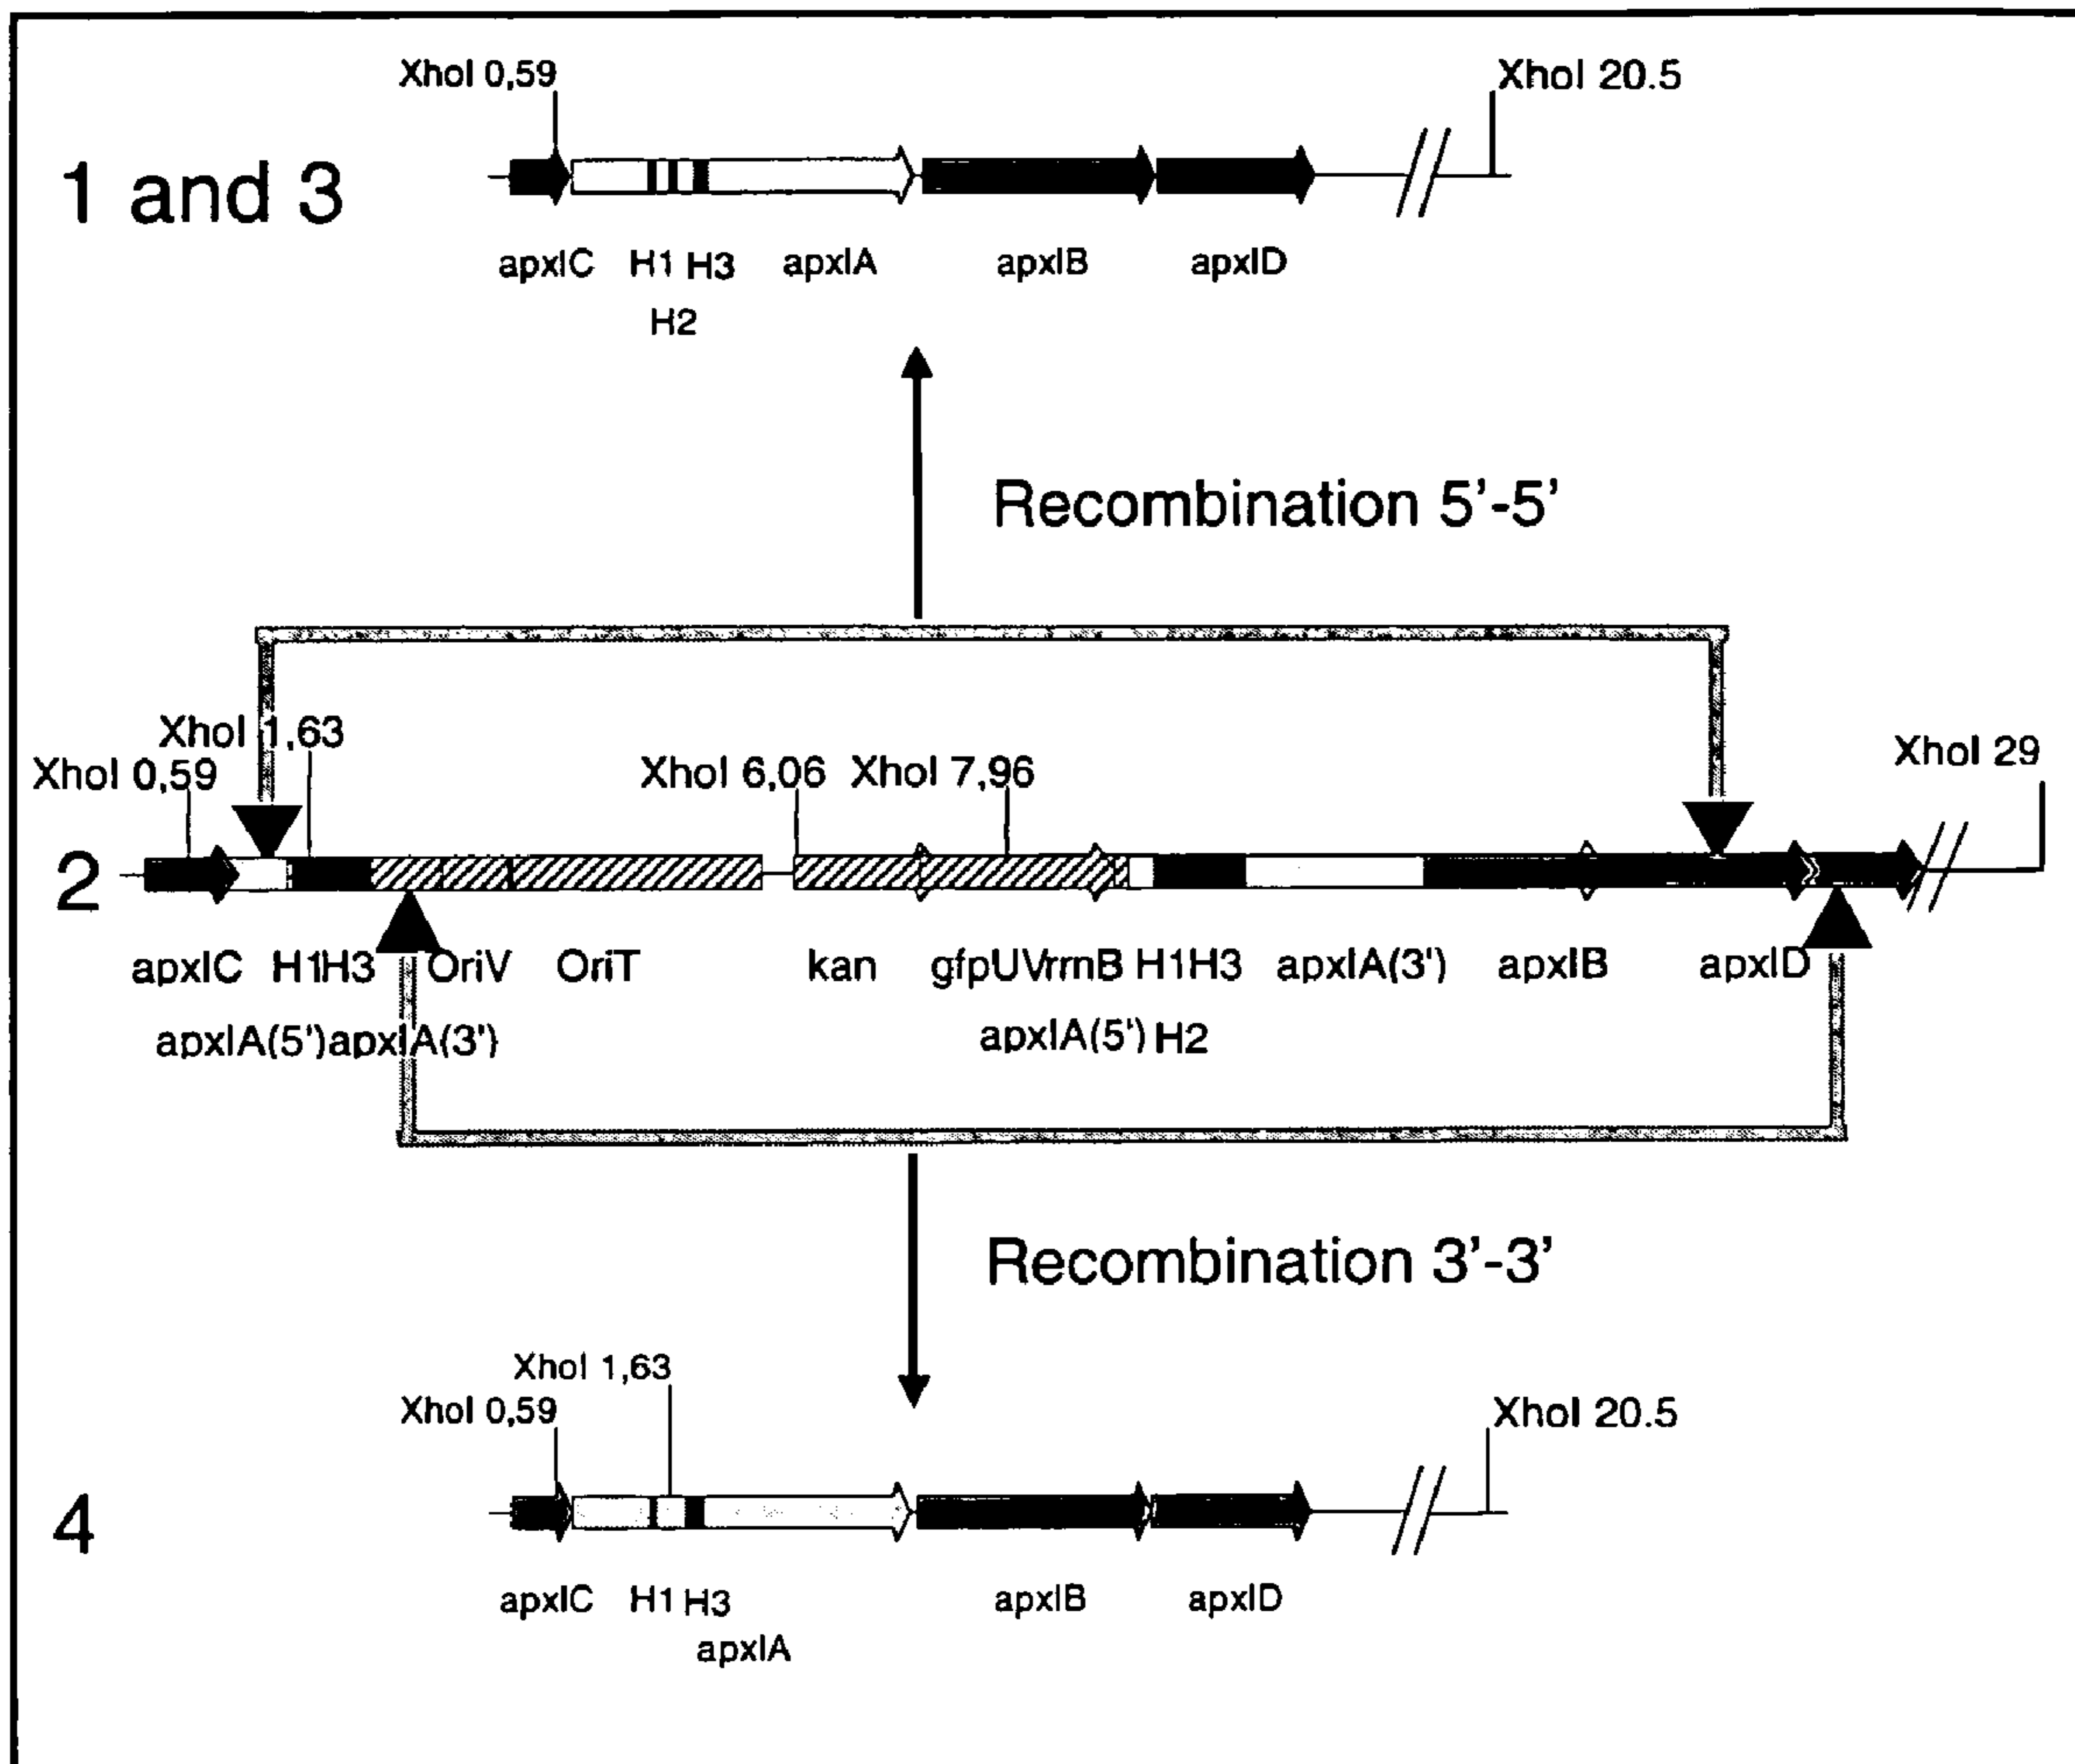 XhoI 0,59 XhoI 20.5
1 and 3
apxIC H1 H3 apxIA apxIB apxID
H2
Recombination 5'-5'
XhoI 1,63
XhoI 0,59 XhoI 6,06 XhoI 7,96 XhoI 29
2
apxIC H1H3 OriV OriT kan gfpUVrrnB H1H3 apxIA(3') apxIB apxID
apxIA(5')apxIA(3') apxIA(5') H2
Recombination 3'-3'
XhoI 1,63
XhoI 0,59 XhoI 20.5
4
apxIC H1 H3 apxIB apxID
apxIA